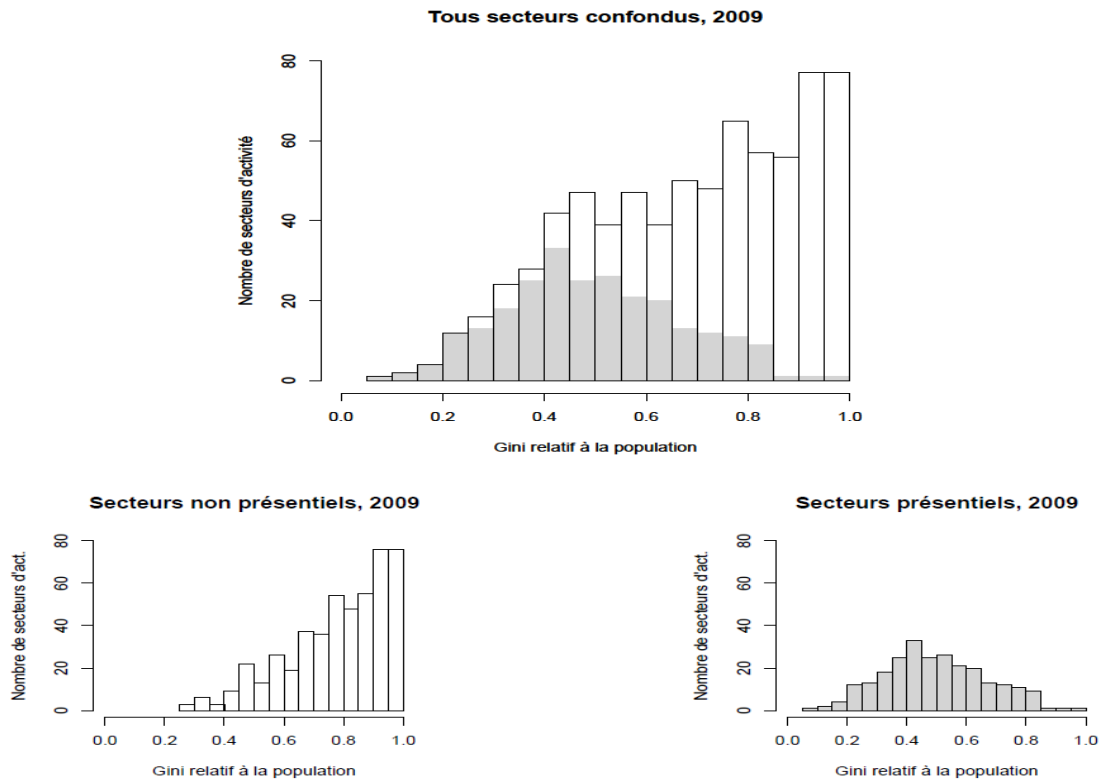 Tous secteurs confondus, 2009
Nombre de secteurs d'activité
80
60
40
20
0
0.0 0.2 0.4 0.6 0.8 1.0
Gini relatif à la population
Secteurs non présentiels, 2009
Nombre de secteurs d'act.
80
60
40
20
0
0.0 0.2 0.4 0.6 0.8 1.0
Gini relatif à la population
Secteurs présentiels, 2009
Nombre de secteurs d'act.
80
60
40
20
0
0.0 0.2 0.4 0.6 0.8 1.0
Gini relatif à la population